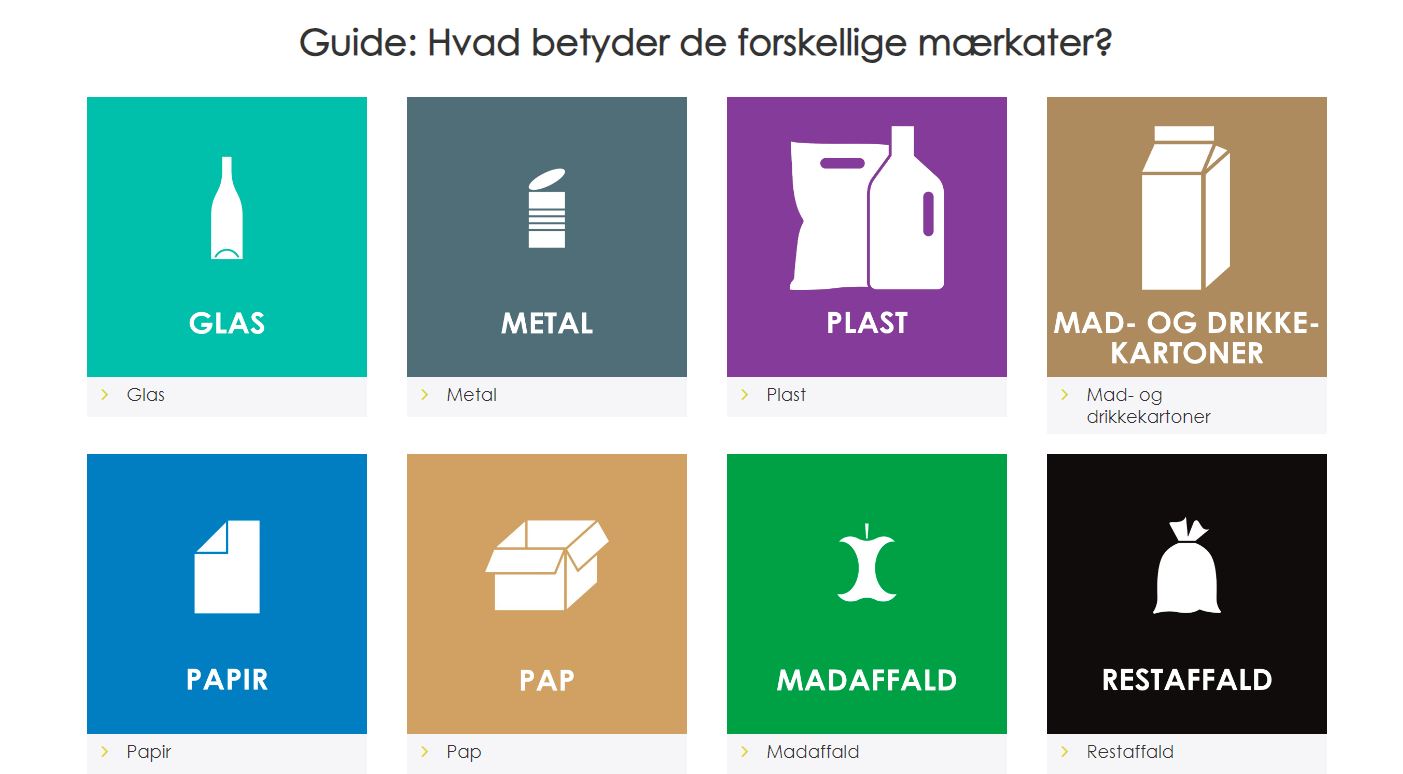 Guide: Hvad betyder de forskellige mærkater?
GLAS
METAL
PLAST
MAD- OG DRIKKE-
KARTONER
Glas
Metal
Plast
Mad- og
drikkekartoner
PAPIR
PAP
MADAFFALD
RESTAFFALD
Papir
Pap
Madaffald
Restaffald